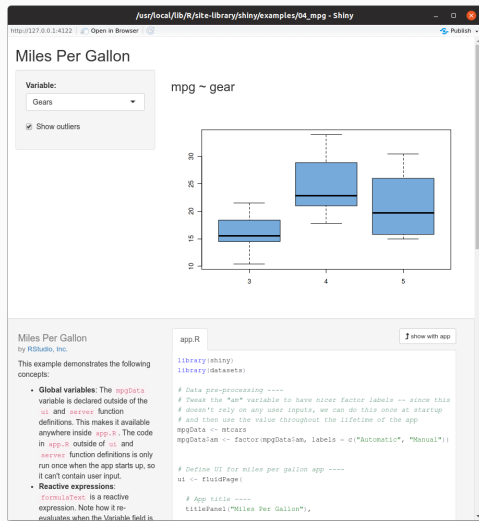 /usr/local/lib/R/site-library/shiny/examples/04_mpg - Shiny
http://127.0.0.1:4122
Open in Browser
Publish
Miles Per Gallon
Variable:
Gears
Show outliers
mpg ~ gear
30
25
20
15
10
3
4
5
Miles Per Gallon
by RStudio, Inc.
This example demonstrates the following
concepts:
Global variables: The mpgData
variable is declared outside of the
ui and server function
definitions. This makes it available
anywhere inside app.R . The code
in app.R outside of ui and
server function definitions is only
run once when the app starts up, so
it can't contain user input.
Reactive expressions:
formulaText is a reactive
expression. Note how it re-
evaluates when the Variable field is
app.R
show with app
library(shiny)
library(datasets)
# Data pre-processing ----
# Tweak the "am" variable to have nicer factor labels -- since this
# doesn't rely on any user inputs, we can do this once at startup
# and then use the value throughout the lifetime of the app
mpgData <- mtcars
mpgData$am <- factor(mpgData$am, labels = c("Automatic", "Manual"))
# Define UI for miles per gallon app ----
ui <- fluidPage(
# App title ----
titlePanel("Miles Per Gallon"),